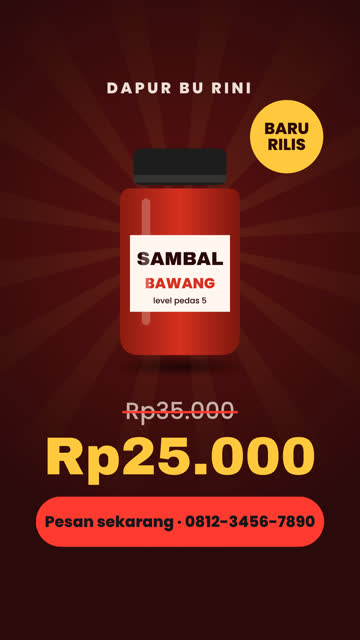 DAPUR BU RINI
BARU
RILIS
SAMBAL
BAWANG
level pedas 5
Rp35.000
Rp25.000
Pesan sekarang · 0812-3456-7890